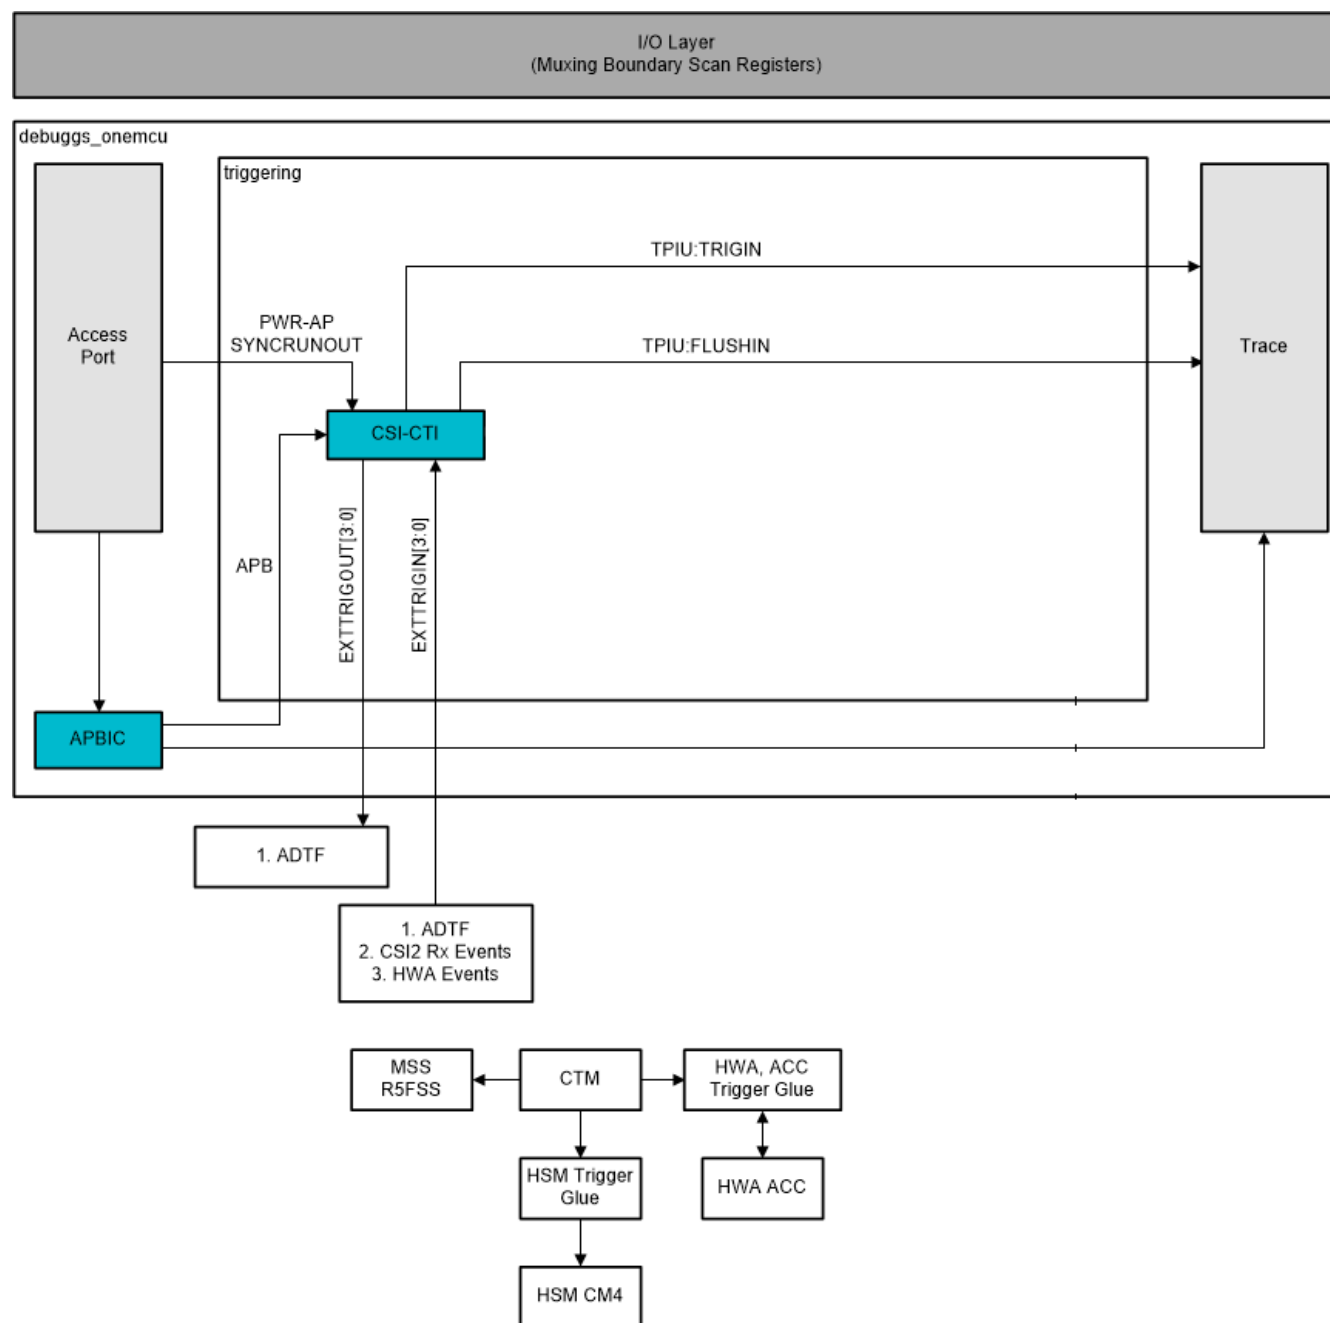 I/O Layer
(Muxing Boundary Scan Registers)
debuggs_onemcu
triggering
TPIU:TRIGIN
PWR-AP
SYNCRUNOUT
TPIU:FLUSHIN
Access
Port
Trace
CSI-CTI
EXTTRIGOUT[3:0]
EXTTRIGIN[3:0]
APB
APBIC
1. ADTF
1. ADTF
2. CSI2 Rx Events
3. HWA Events
MSS
R5FSS
CTM
HWA, ACC
Trigger Glue
HSM Trigger
Glue
HWA ACC
HSM CM4